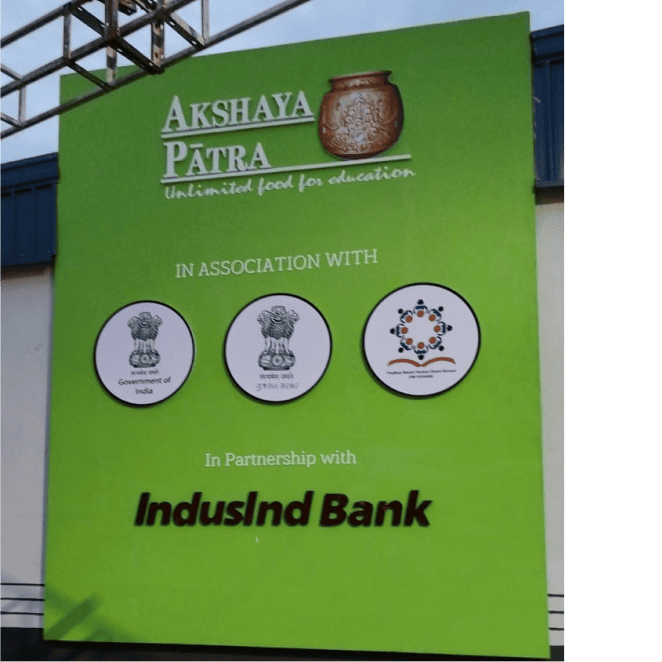 AKSHAYA
PĀTRA
Unlimited food for education
IN ASSOCIATION WITH
सत्यमेव जयते
Government of
India
सत्यमेव जयते
In Partnership with
IndusInd Bank